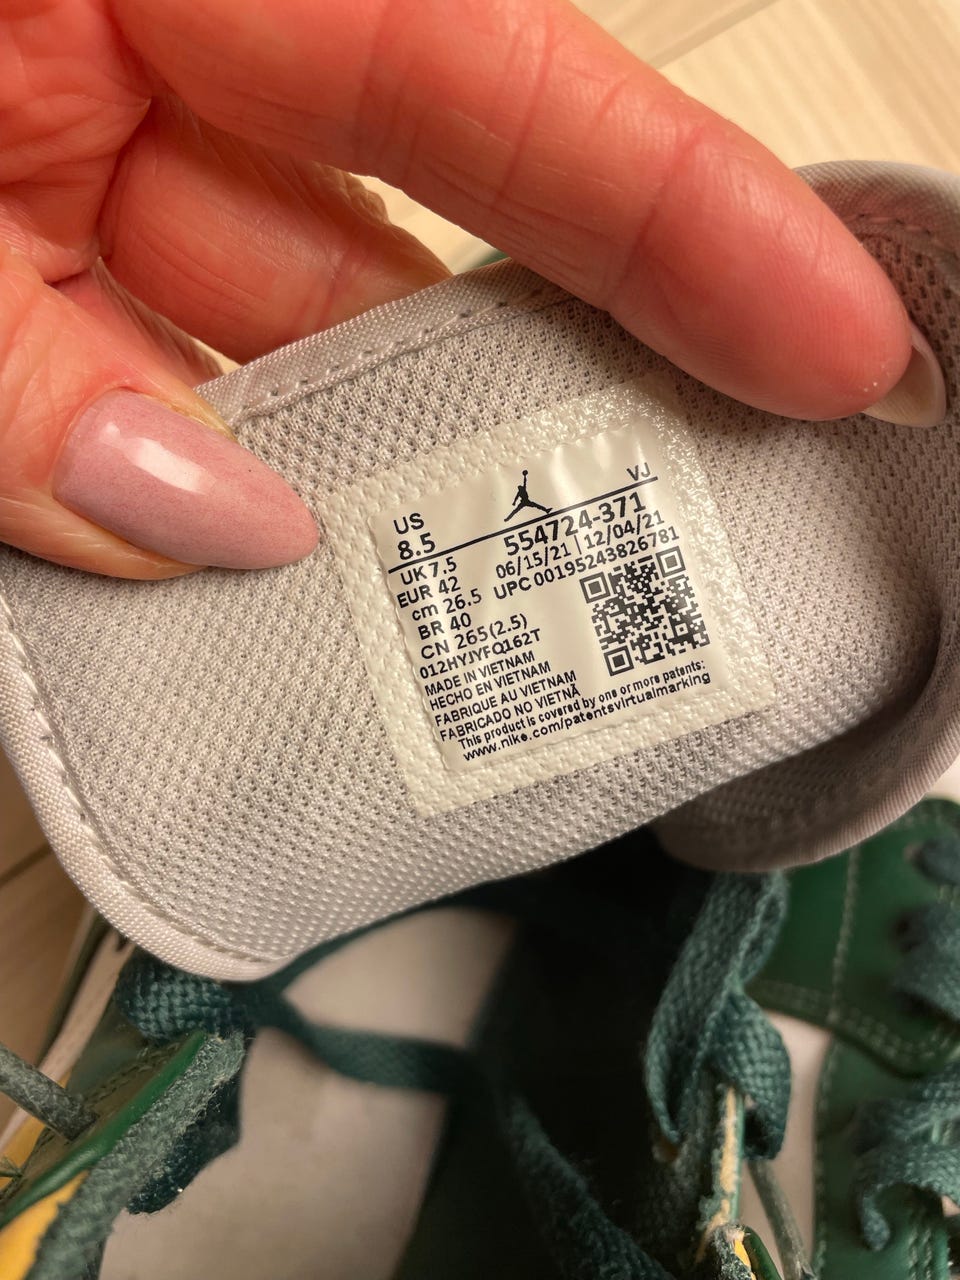 US
8.5
VJ
554724-371
06/15/21 | 12/04/21
UPC 00195243826781
UK 7.5
EUR 42
cm 26.5
BR 40
CN 265(2.5)
012HYJYFQ162T
MADE IN VIETNAM
HECHO EN VIETNAM
FABRIQUE AU VIETNAM
FABRICADO NO VIETNÃ
This product is covered by one or more patents:
www.nike.com/patentsvirtualmarking